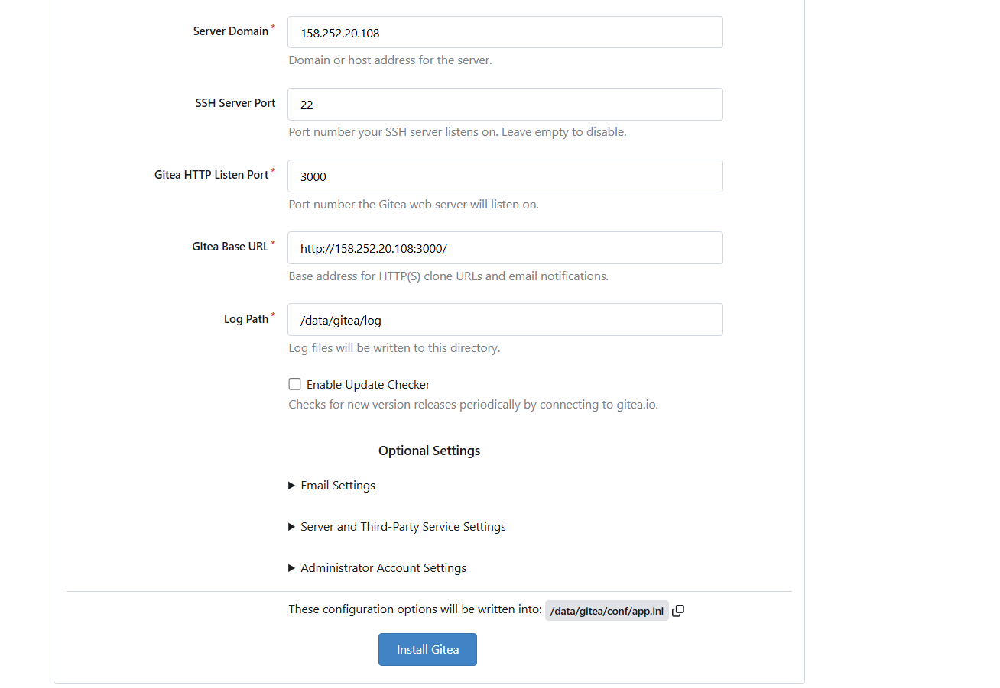 Server Domain *
158.252.20.108
Domain or host address for the server.
SSH Server Port
22
Port number your SSH server listens on. Leave empty to disable.
Gitea HTTP Listen Port *
3000
Port number the Gitea web server will listen on.
Gitea Base URL *
http://158.252.20.108:3000/
Base address for HTTP(S) clone URLs and email notifications.
Log Path *
/data/gitea/log
Log files will be written to this directory.
Enable Update Checker
Checks for new version releases periodically by connecting to gitea.io.
Optional Settings
Email Settings
Server and Third-Party Service Settings
Administrator Account Settings
These configuration options will be written into: /data/gitea/conf/app.ini
Install Gitea